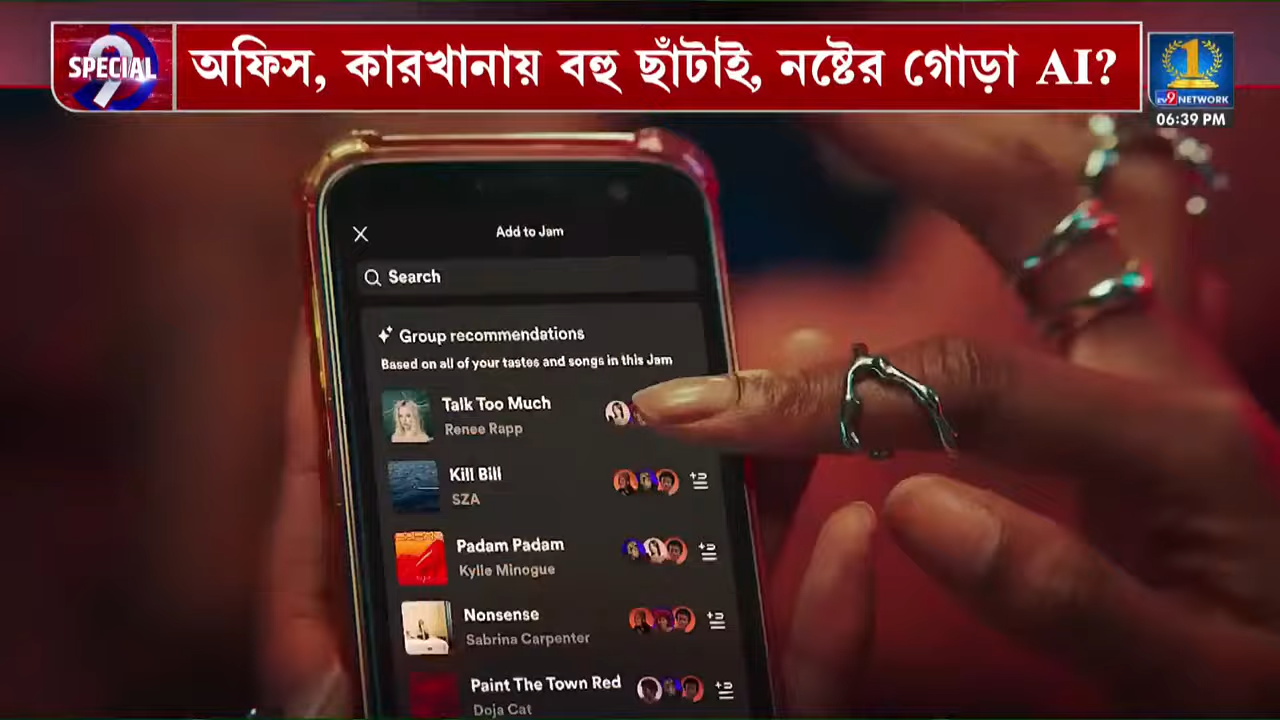 SPECIAL 9
অফিস, কারখানায় বহু ছাঁটাই, নষ্টের গোড়া AI?
1
TV9 NETWORK
06:39 PM
Add to Jam
Search
Group recommendations
Based on all of your tastes and songs in this Jam
Talk Too Much
Renee Rapp
Kill Bill
SZA
Padam Padam
Kylie Minogue
Nonsense
Sabrina Carpenter
Paint The Town Red
Doja Cat